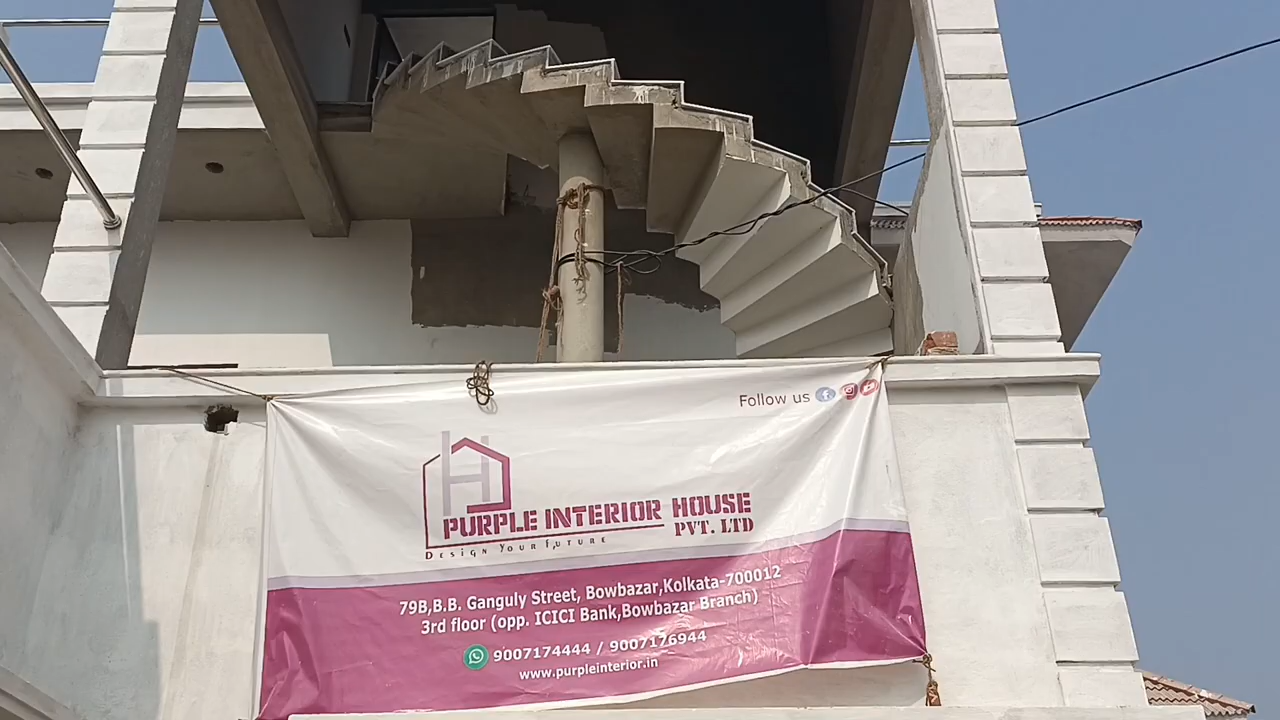 Follow us
PURPLE INTERIOR HOUSE
PVT. LTD
DESIGN YOUR FUTURE
79B,B.B. Ganguly Street, Bowbazar,Kolkata-700012
3rd floor (opp. ICICI Bank,Bowbazar Branch)
9007174444 / 9007176944
www.purpleinterior.in